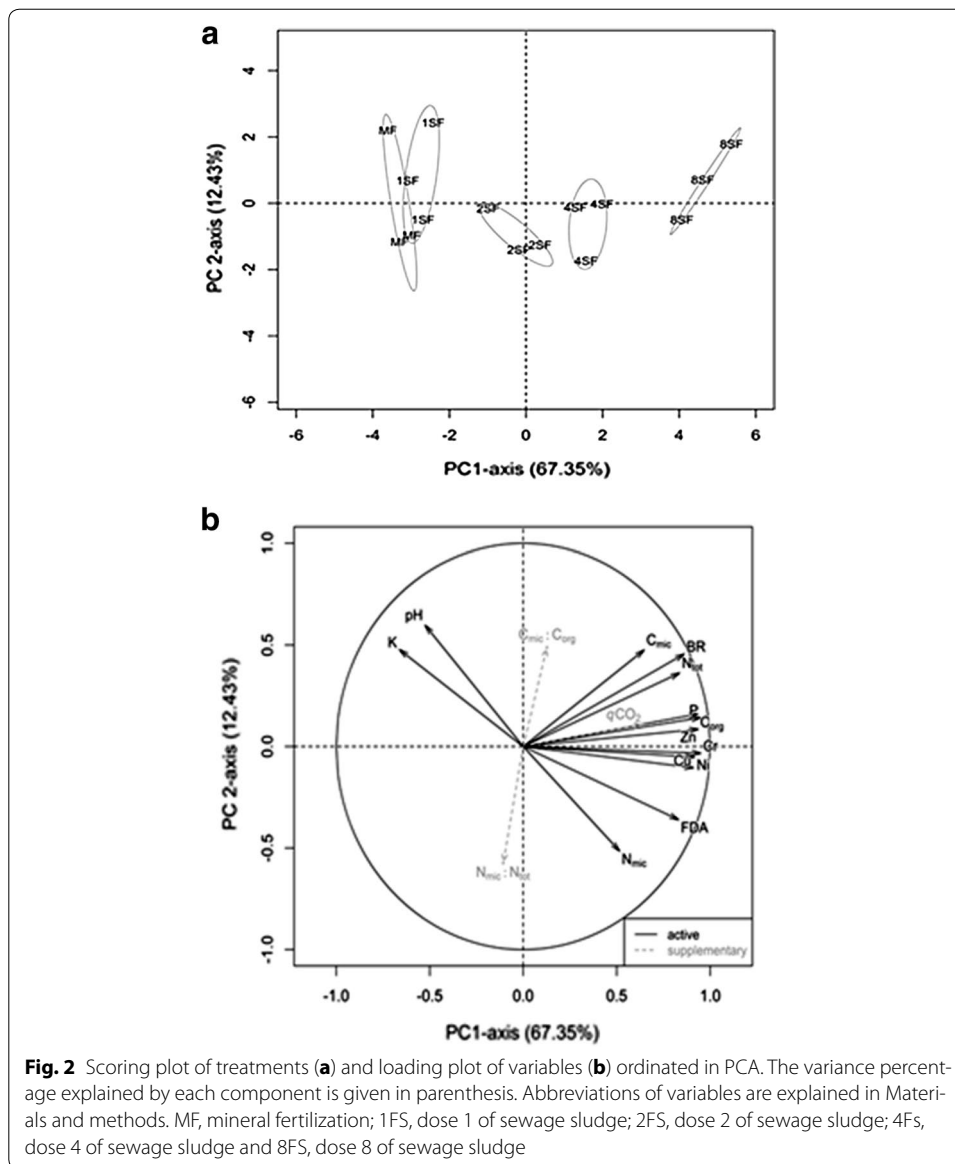 a
4
2
0
-2
-4
-6
PC 2-axis (12.43%)
MF
1SF
1SF
1SF
MF
MF
2SF
2SF
2SF
4SF
4SF
4SF
8SF
8SF
8SF
-6 -4 -2 0 2 4 6
PC1-axis (67.35%)
b
1.0
0.5
0.0
-0.5
-1.0
PC 2-axis (12.43%)
pH
K
Cmic : Corg
Cmic
BR
Ntot
P
qCO2
Corg
Zn
Cr
Cu
Ni
FDA
Nmic
Nmic : Ntot
active
supplementary
-1.0 -0.5 0.0 0.5 1.0
PC1-axis (67.35%)
Fig. 2 Scoring plot of treatments (a) and loading plot of variables (b) ordinated in PCA. The variance percent-
age explained by each component is given in parenthesis. Abbreviations of variables are explained in Materi-
als and methods. MF, mineral fertilization; 1FS, dose 1 of sewage sludge; 2FS, dose 2 of sewage sludge; 4Fs,
dose 4 of sewage sludge and 8FS, dose 8 of sewage sludge